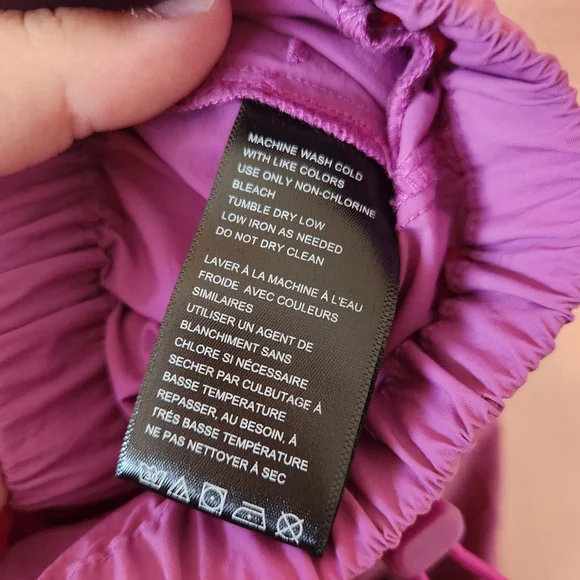 MACHINE WASH COLD
WITH LIKE COLORS
USE ONLY NON-CHLORINE
BLEACH
TUMBLE DRY LOW
LOW IRON AS NEEDED
DO NOT DRY CLEAN
LAVER À LA MACHINE À L'EAU
FROIDE AVEC COULEURS
SIMILAIRES
UTILISER UN AGENT DE
BLANCHIMENT SANS
CHLORE SI NÉCESSAIRE
SECHER PAR CULBUTAGE À
BASSE TEMPERATURE
REPASSER, AU BESOIN, À
TRÉS BASSE TEMPÉRATURE
NE PAS NETTOYER À SEC